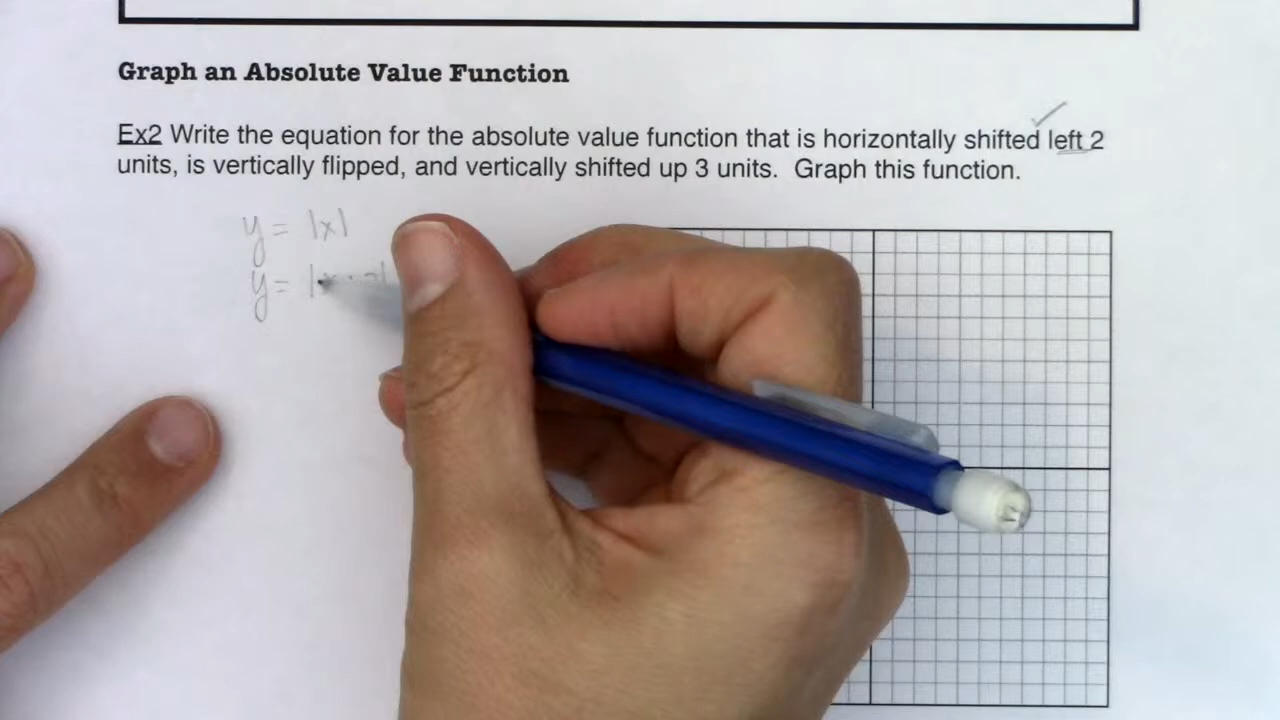 Graph an Absolute Value Function
Ex2 Write the equation for the absolute value function that is horizontally shifted left 2
units, is vertically flipped, and vertically shifted up 3 units. Graph this function.
y = |x|
y = |x